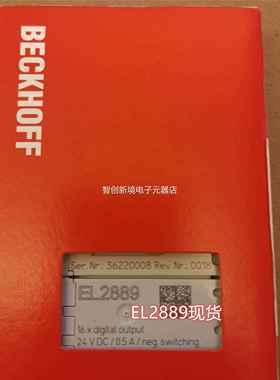 BECKHOFF
智创新境电子元器店
Ser.Nr: 36220008 Rev Nr.: 0018
EL2889
EL2889现货
16 x digital output
24 V DC / 0.5 A / neg. switching